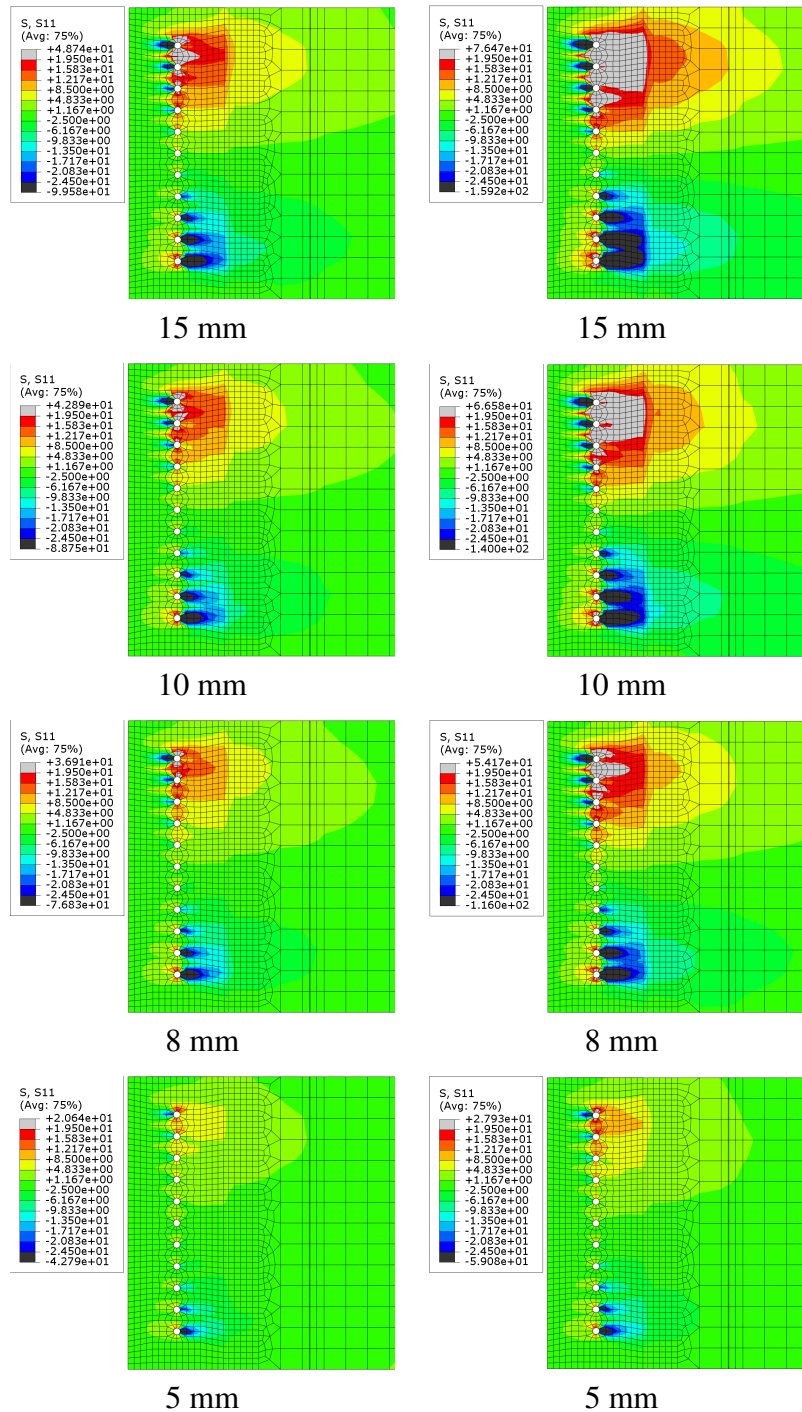 S, S11
(Avg: 75%)
+4.874e+01
+1.950e+01
+1.583e+01
+1.217e+01
+8.500e+00
+4.833e+00
+1.167e+00
-2.500e+00
-6.167e+00
-9.833e+00
-1.350e+01
-1.717e+01
-2.083e+01
-2.450e+01
-9.958e+01
15 mm
S, S11
(Avg: 75%)
+7.647e+01
+1.950e+01
+1.583e+01
+1.217e+01
+8.500e+00
+4.833e+00
+1.167e+00
-2.500e+00
-6.167e+00
-9.833e+00
-1.350e+01
-1.717e+01
-2.083e+01
-2.450e+01
-1.592e+02
15 mm
S, S11
(Avg: 75%)
+4.289e+01
+1.950e+01
+1.583e+01
+1.217e+01
+8.500e+00
+4.833e+00
+1.167e+00
-2.500e+00
-6.167e+00
-9.833e+00
-1.350e+01
-1.717e+01
-2.083e+01
-2.450e+01
-8.875e+01
10 mm
S, S11
(Avg: 75%)
+6.658e+01
+1.950e+01
+1.583e+01
+1.217e+01
+8.500e+00
+4.833e+00
+1.167e+00
-2.500e+00
-6.167e+00
-9.833e+00
-1.350e+01
-1.717e+01
-2.083e+01
-2.450e+01
-1.400e+02
10 mm
S, S11
(Avg: 75%)
+3.691e+01
+1.950e+01
+1.583e+01
+1.217e+01
+8.500e+00
+4.833e+00
+1.167e+00
-2.500e+00
-6.167e+00
-9.833e+00
-1.350e+01
-1.717e+01
-2.083e+01
-2.450e+01
-7.683e+01
8 mm
S, S11
(Avg: 75%)
+5.417e+01
+1.950e+01
+1.583e+01
+1.217e+01
+8.500e+00
+4.833e+00
+1.167e+00
-2.500e+00
-6.167e+00
-9.833e+00
-1.350e+01
-1.717e+01
-2.083e+01
-2.450e+01
-1.160e+02
8 mm
S, S11
(Avg: 75%)
+2.064e+01
+1.950e+01
+1.583e+01
+1.217e+01
+8.500e+00
+4.833e+00
+1.167e+00
-2.500e+00
-6.167e+00
-9.833e+00
-1.350e+01
-1.717e+01
-2.083e+01
-2.450e+01
-4.279e+01
5 mm
S, S11
(Avg: 75%)
+2.793e+01
+1.950e+01
+1.583e+01
+1.217e+01
+8.500e+00
+4.833e+00
+1.167e+00
-2.500e+00
-6.167e+00
-9.833e+00
-1.350e+01
-1.717e+01
-2.083e+01
-2.450e+01
-5.908e+01
5 mm